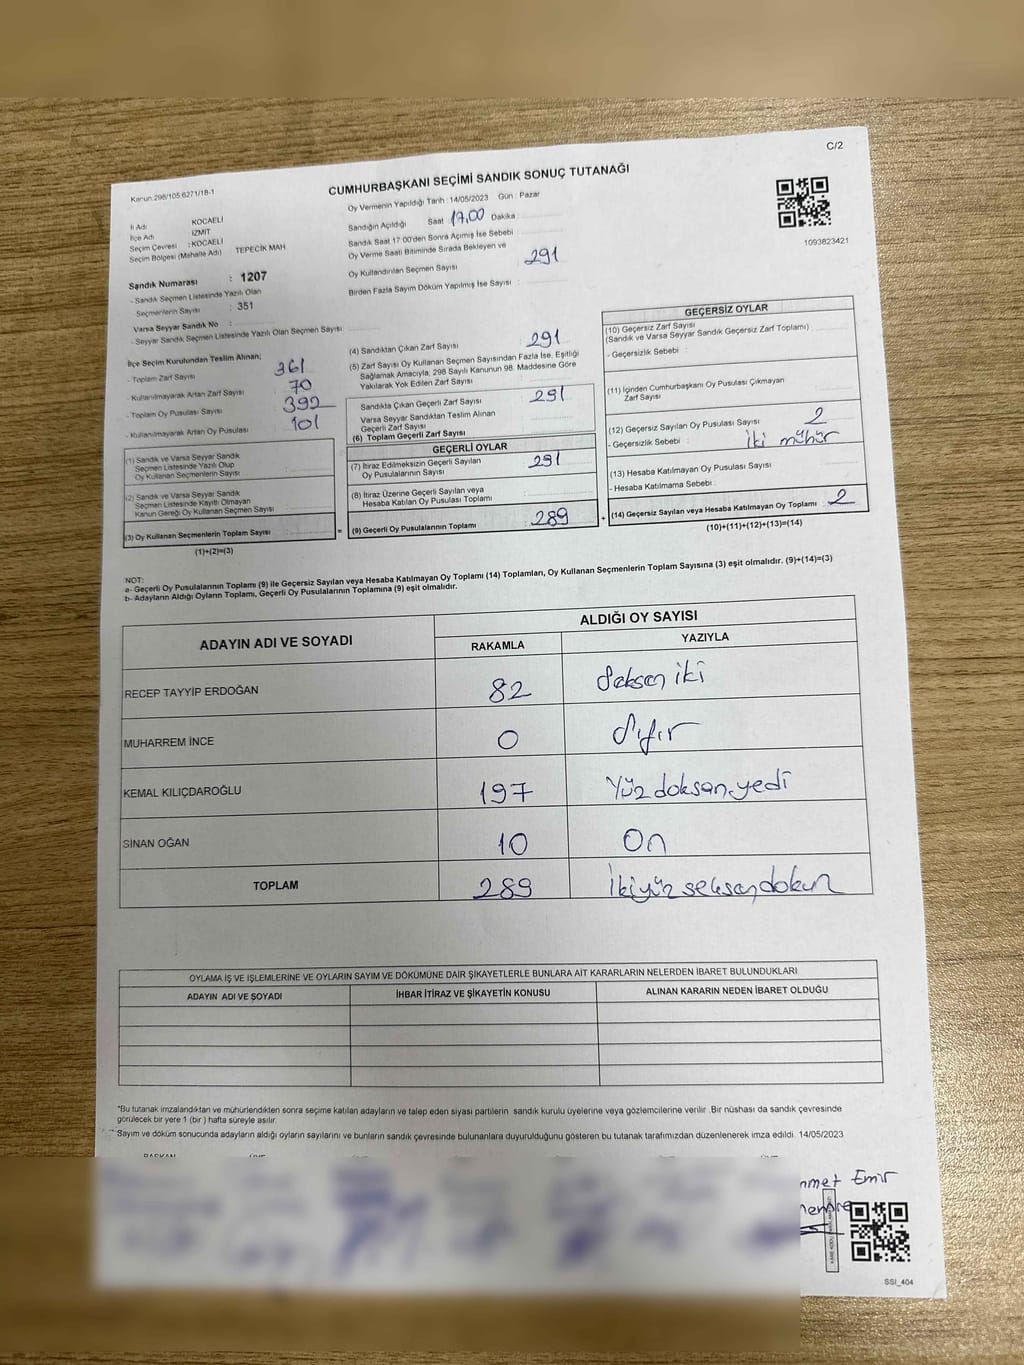 C/2
Kanun 298/105.6271/18-1
CUMHURBAŞKANI SEÇİMİ SANDIK SONUÇ TUTANAĞI
1093823421
İl Adı KOCAELİ
İlçe Adı İZMİT
Seçim Çevresi : KOCAELİ
Seçim Bölgesi (Mahalle Adı) TEPECİK MAH
Sandık Numarası : 1207
- Sandık Seçmen Listesinde Yazılı Olan
Seçmenlerin Sayısı : 351
Varsa Seyyar Sandık No :
- Seyyar Sandık Seçmen Listesinde Yazılı Olan Seçmen Sayısı:
Oy Vermenin Yapıldığı Tarih : 14/05/2023 Gün : Pazar
Sandığın Açıldığı Saat 17,00 Dakika :
Sandık Saat 17:00'den Sonra Açımış İse Sebebi :
Oy Verme Saati Bitiminde Sırada Bekleyen ve
Oy Kullandırılan Seçmen Sayısı 291
Birden Fazla Sayım Döküm Yapılmış İse Sayısı :
İlçe Seçim Kurulundan Teslim Alınan;
- Toplam Zarf Sayısı 361
- Kullanılmayarak Artan Zarf Sayısı 70
- Toplam Oy Pusulası Sayısı 392
- Kullanılmayarak Artan Oy Pusulası 101
(1) Sandık ve Varsa Seyyar Sandık
Seçmen Listesinde Yazılı Olup
Oy Kullanan Seçmenlerin Sayısı
(2) Sandık ve Varsa Seyyar Sandık
Seçmen Listesinde Kayıtlı Olmayan
Kanun Gereği Oy Kullanan Seçmen Sayısı
(3) Oy Kullanan Seçmenlerin Toplam Sayısı
(1)+(2)=(3)
(4) Sandıktan Çıkan Zarf Sayısı 291
(5) Zarf Sayısı Oy Kullanan Seçmen Sayısından Fazla İse, Eşitliği
Sağlamak Amacıyla, 298 Sayılı Kanunun 98. Maddesine Göre
Yakılarak Yok Edilen Zarf Sayısı
Sandıkta Çıkan Geçerli Zarf Sayısı 291
Varsa Seyyar Sandıktan Teslim Alınan
Geçerli Zarf Sayısı
(6) Toplam Geçerli Zarf Sayısı
GEÇERLİ OYLAR
(7) İtiraz Edilmeksizin Geçerli Sayılan
Oy Pusulalarının Sayısı 291
(8) İtiraz Üzerine Geçerli Sayılan veya
Hesaba Katılan Oy Pusulası Toplamı
= (9) Geçerli Oy Pusulalarının Toplamı 289
GEÇERSİZ OYLAR
(10) Geçersiz Zarf Sayısı
(Sandık ve Varsa Seyyar Sandık Geçersiz Zarf Toplamı)
- Geçersizlik Sebebi
(11) İçinden Cumhurbaşkanı Oy Pusulası Çıkmayan
Zarf Sayısı
(12) Geçersiz Sayılan Oy Pusulası Sayısı 2
- Geçersizlik Sebebi : İki mühür
(13) Hesaba Katılmayan Oy Pusulası Sayısı
- Hesaba Katılmama Sebebi :
+ (14) Geçersiz Sayılan veya Hesaba Katılmayan Oy Toplamı 2
(10)+(11)+(12)+(13)=(14)
NOT:
a- Geçerli Oy Pusulalarının Toplamı (9) ile Geçersiz Sayılan veya Hesaba Katılmayan Oy Toplamı (14) Toplamları, Oy Kullanan Seçmenlerin Toplam Sayısına (3) eşit olmalıdır. (9)+(14)=(3)
b- Adayların Aldığı Oyların Toplamı, Geçerli Oy Pusulalarının Toplamına (9) eşit olmalıdır.
ADAYIN ADI VE SOYADI ALDIĞI OY SAYISI
RAKAMLA YAZIYLA
RECEP TAYYİP ERDOĞAN 82 Seksen iki
MUHARREM İNCE 0 Sıfır
KEMAL KILIÇDAROĞLU 197 Yüz doksan yedi
SİNAN OĞAN 10 On
TOPLAM 289 İkiyüz seksen dokuz
OYLAMA İŞ VE İŞLEMLERİNE VE OYLARIN SAYIM VE DÖKÜMÜNE DAİR ŞİKAYETLERLE BUNLARA AİT KARARLARIN NELERDEN İBARET BULUNDUKLARI
ADAYIN ADI VE SOYADI İHBAR İTİRAZ VE ŞİKAYETİN KONUSU ALINAN KARARIN NEDEN İBARET OLDUĞU
*Bu tutanak imzalandıktan ve mühürlendikten sonra seçime katılan adayların ve talep eden siyasi partilerin sandık kurulu üyelerine veya gözlemcilerine verilir. Bir nüshası da sandık çevresinde
görülecek bir yere 1 (bir) hafta süreyle asılır.
Sayım ve döküm sonucunda adayların aldığı oyların sayılarını ve bunların sandık çevresinde bulunanlara duyurulduğunu gösteren bu tutanak tarafımızdan düzenlenerek imza edildi. 14/05/2023
BAŞKAN
Emir
SSI_404